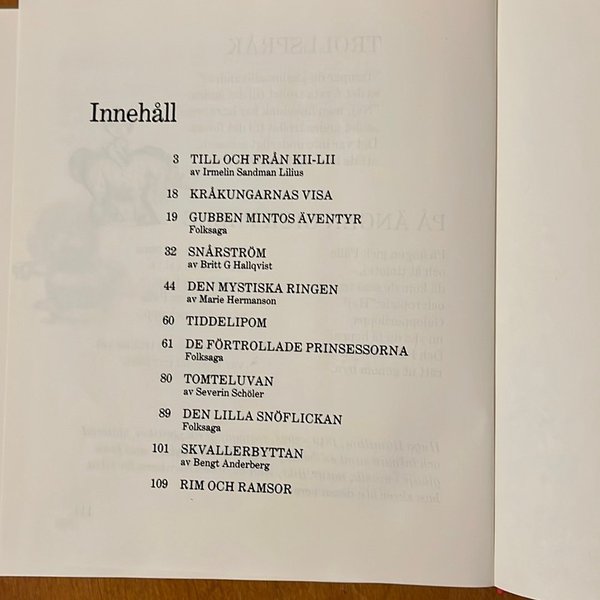 Innehåll
3 TILL OCH FRÅN KII-LII
av Irmelin Sandman Lilius
18 KRÅKUNGARNAS VISA
19 GUBBEN MINTOS ÄVENTYR
Folksaga
32 SNÅRSTRÖM
av Britt G Hallqvist
44 DEN MYSTISKA RINGEN
av Marie Hermanson
60 TIDDELIPOM
61 DE FÖRTROLLADE PRINSESSORNA
Folksaga
80 TOMTELUVAN
av Severin Schöler
89 DEN LILLA SNÖFLICKAN
Folksaga
101 SKVALLERBYTTAN
av Bengt Anderberg
109 RIM OCH RAMSOR
TROLLSPRÅK